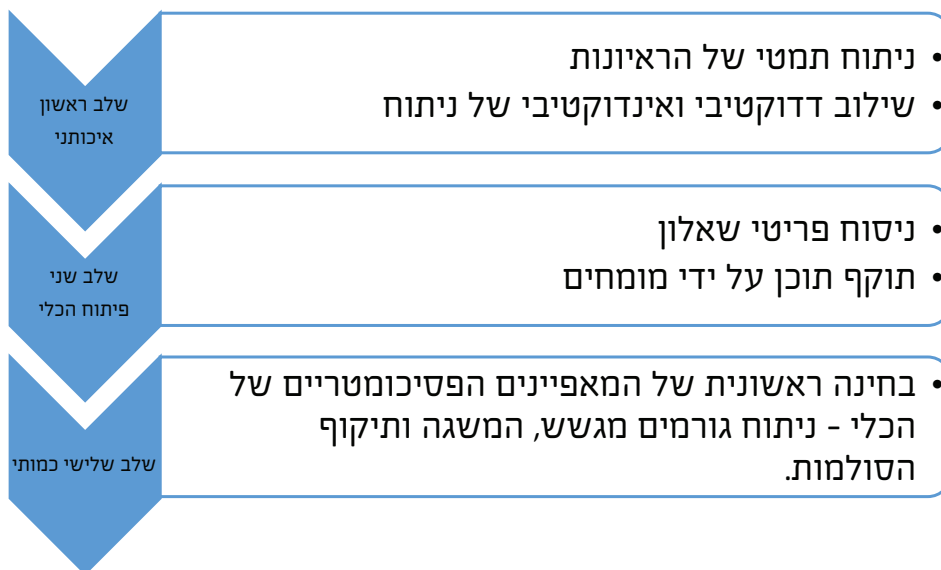 שלב ראשון
איכותני
• ניתוח תמטי של הראיונות
• שילוב דדוקטיבי ואינדוקטיבי של ניתוח
שלב שני
פיתוח הכלי
• ניסוח פריטי שאלון
• תוקף תוכן על ידי מומחים
שלב שלישי כמותי
• בחינה ראשונית של המאפיינים הפסיכומטריים של
הכלי - ניתוח גורמים מגשש, המשגה ותיקוף
הסולמות.